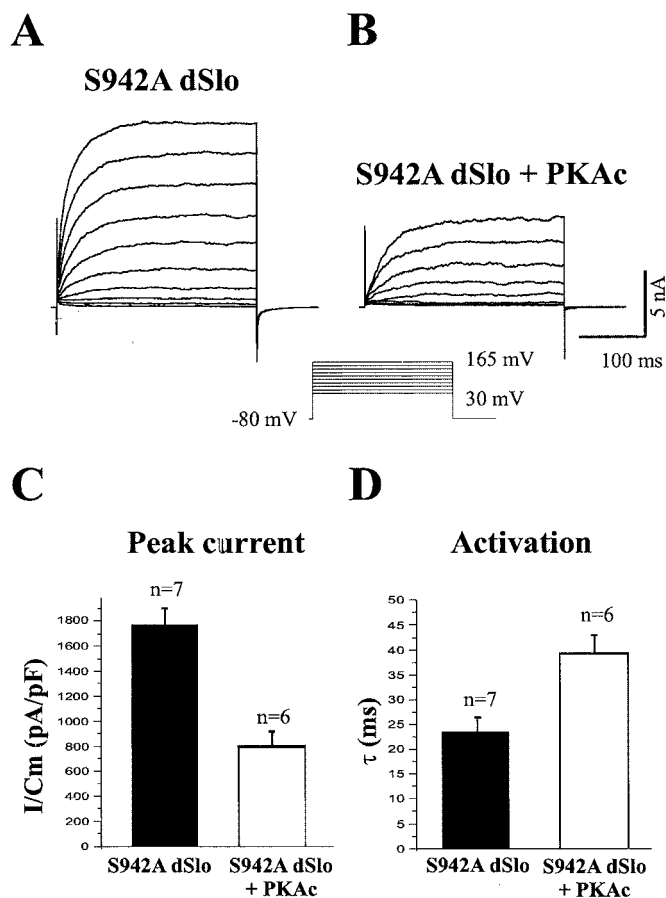 A
B
S942A dSlo
S942A dSlo + PKAc
5 nA
100 ms
165 mV
30 mV
-80 mV
C
D
Peak current
Activation
n=7
n=6
1800
1600
1400
1200
1000
800
600
400
200
0
I/Cm (pA/pF)
S942A dSlo
S942A dSlo
+ PKAc
n=6
n=7
50
45
40
35
30
25
20
15
10
5
0
τ (ms)
S942A dSlo
S942A dSlo
+ PKAc